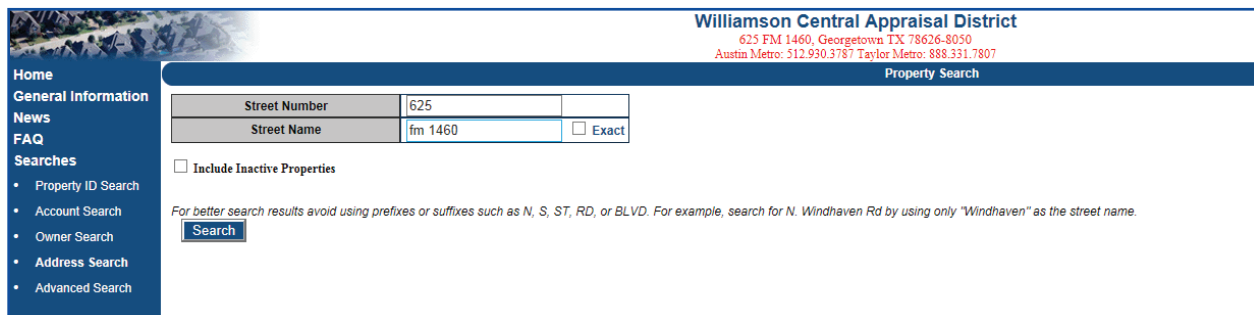 Williamson Central Appraisal District
625 FM 1460, Georgetown TX 78626-8050
Austin Metro: 512.930.3787 Taylor Metro: 888.331.7807
Property Search
Home
General Information
News
FAQ
Searches
• Property ID Search
• Account Search
• Owner Search
• Address Search
• Advanced Search
Street Number 625
Street Name fm 1460 Exact
Include Inactive Properties
For better search results avoid using prefixes or suffixes such as N, S, ST, RD, or BLVD. For example, search for N. Windhaven Rd by using only "Windhaven" as the street name.
Search